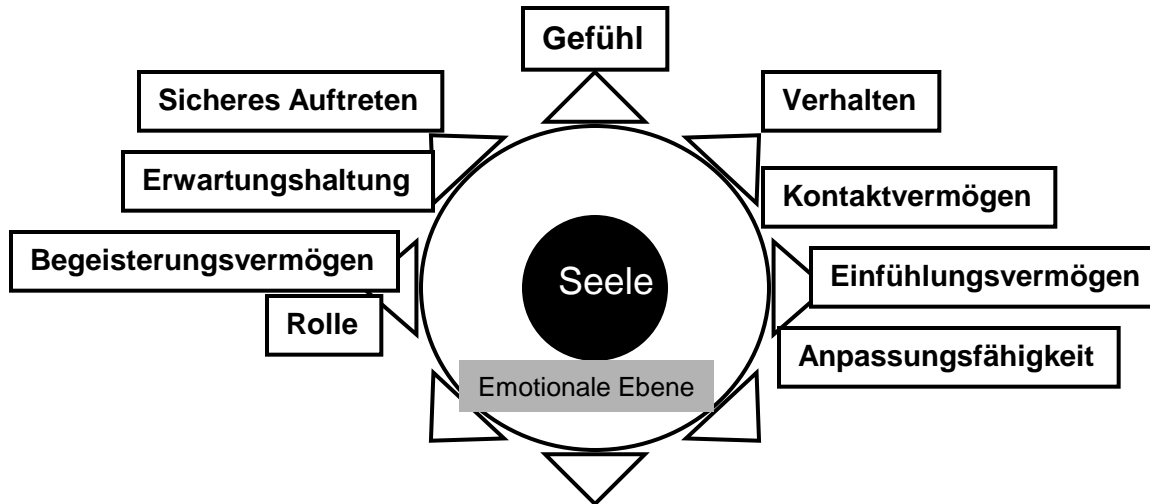 Gefühl
Sicheres Auftreten
Verhalten
Erwartungshaltung
Kontaktvermögen
Begeisterungsvermögen
Einfühlungsvermögen
Seele
Rolle
Anpassungsfähigkeit
Emotionale Ebene